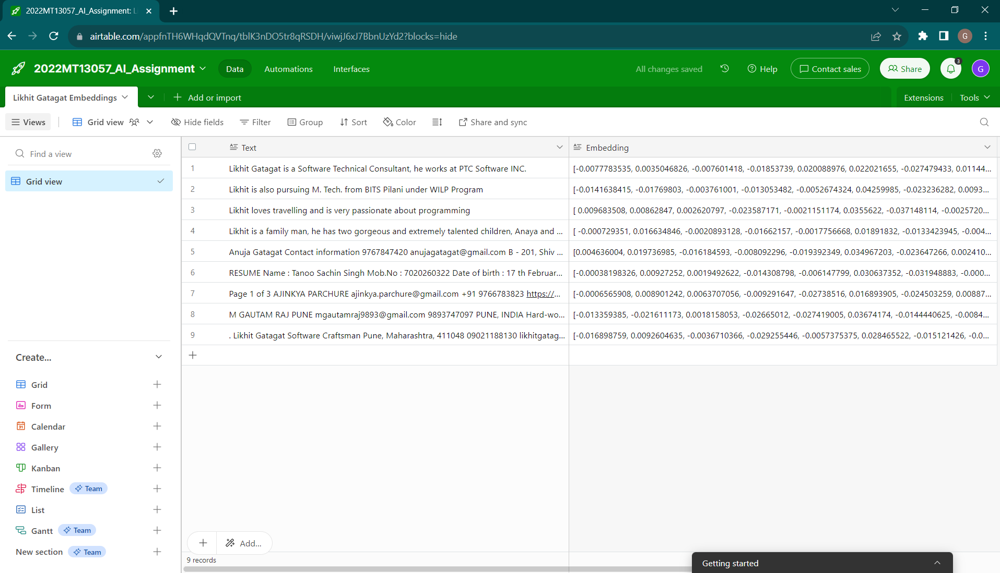 2022MT13057_AI_Assignment: L
airtable.com/appfnTH6WHqdQVTnq/tblK3nDO5tr8qRSDH/viwjJ6xJ7BbnUzYd2?blocks=hide
G
2022MT13057_AI_Assignment
Data
Automations
Interfaces
All changes saved
Help
Contact sales
Share
3
G
Likhit Gatagat Embeddings
Add or import
Extensions
Tools
Views
Grid view
Hide fields
Filter
Group
Sort
Color
Share and sync
Find a view
Grid view
Text Embedding
1 Likhit Gatagat is a Software Technical Consultant, he works at PTC Software INC. [-0.0077783535, 0.0035046826, -0.007601418, -0.01853739, 0.020088976, 0.022021655, -0.027479433, 0.01144...
2 Likhit is also pursuing M. Tech. from BITS Pilani under WILP Program [-0.0141638415, -0.01769803, -0.003761001, -0.013053482, -0.0052674324, 0.04259985, -0.023236282, 0.0093...
3 Likhit loves travelling and is very passionate about programming [ 0.009683508, 0.00862847, 0.002620797, -0.023587171, -0.0021151174, 0.0355622, -0.037148114, -0.0025720...
4 Likhit is a family man, he has two gorgeous and extremely talented children, Anaya and ... [ -0.000729351, 0.016634846, -0.0020893128, -0.01662157, -0.0017756668, 0.01891832, -0.0133423945, -0.004...
5 Anuja Gatagat Contact information 9767847420 anujagatagat@gmail.com B - 201, Shiv ... [0.004636004, 0.019736985, -0.016184593, -0.008092296, -0.019392349, 0.034967203, -0.023647266, 0.002410...
6 RESUME Name : Tanoo Sachin Singh Mob.No : 7020260322 Date of birth : 17 th Februar... [-0.00038198326, 0.00927252, 0.0019492622, -0.014308798, -0.006147799, 0.030637352, -0.031948883, -0.000...
7 Page 1 of 3 AJINKYA PARCHURE ajinkya.parchure@gmail.com +91 9766783823 https://... [-0.0006565908, 0.008901242, 0.0063707056, -0.009291647, -0.02738516, 0.016893905, -0.024503259, 0.00887...
8 M GAUTAM RAJ PUNE mgautamraj9893@gmail.com 9893747097 PUNE, INDIA Hard-wo... [-0.013359385, -0.021611173, 0.0018158053, -0.02665012, -0.027419005, 0.03674174, -0.0144440625, -0.0084...
9 . Likhit Gatagat Software Craftsman Pune, Maharashtra, 411048 09021188130 likhitgatag... [-0.016898759, 0.0092604635, -0.0036710366, -0.029255446, -0.0057375375, 0.028465522, -0.015121426, -0.0...
Create...
Grid
Form
31 Calendar
Gallery
Kanban
Timeline Team
List
Gantt Team
New section Team
Add...
9 records
Getting started